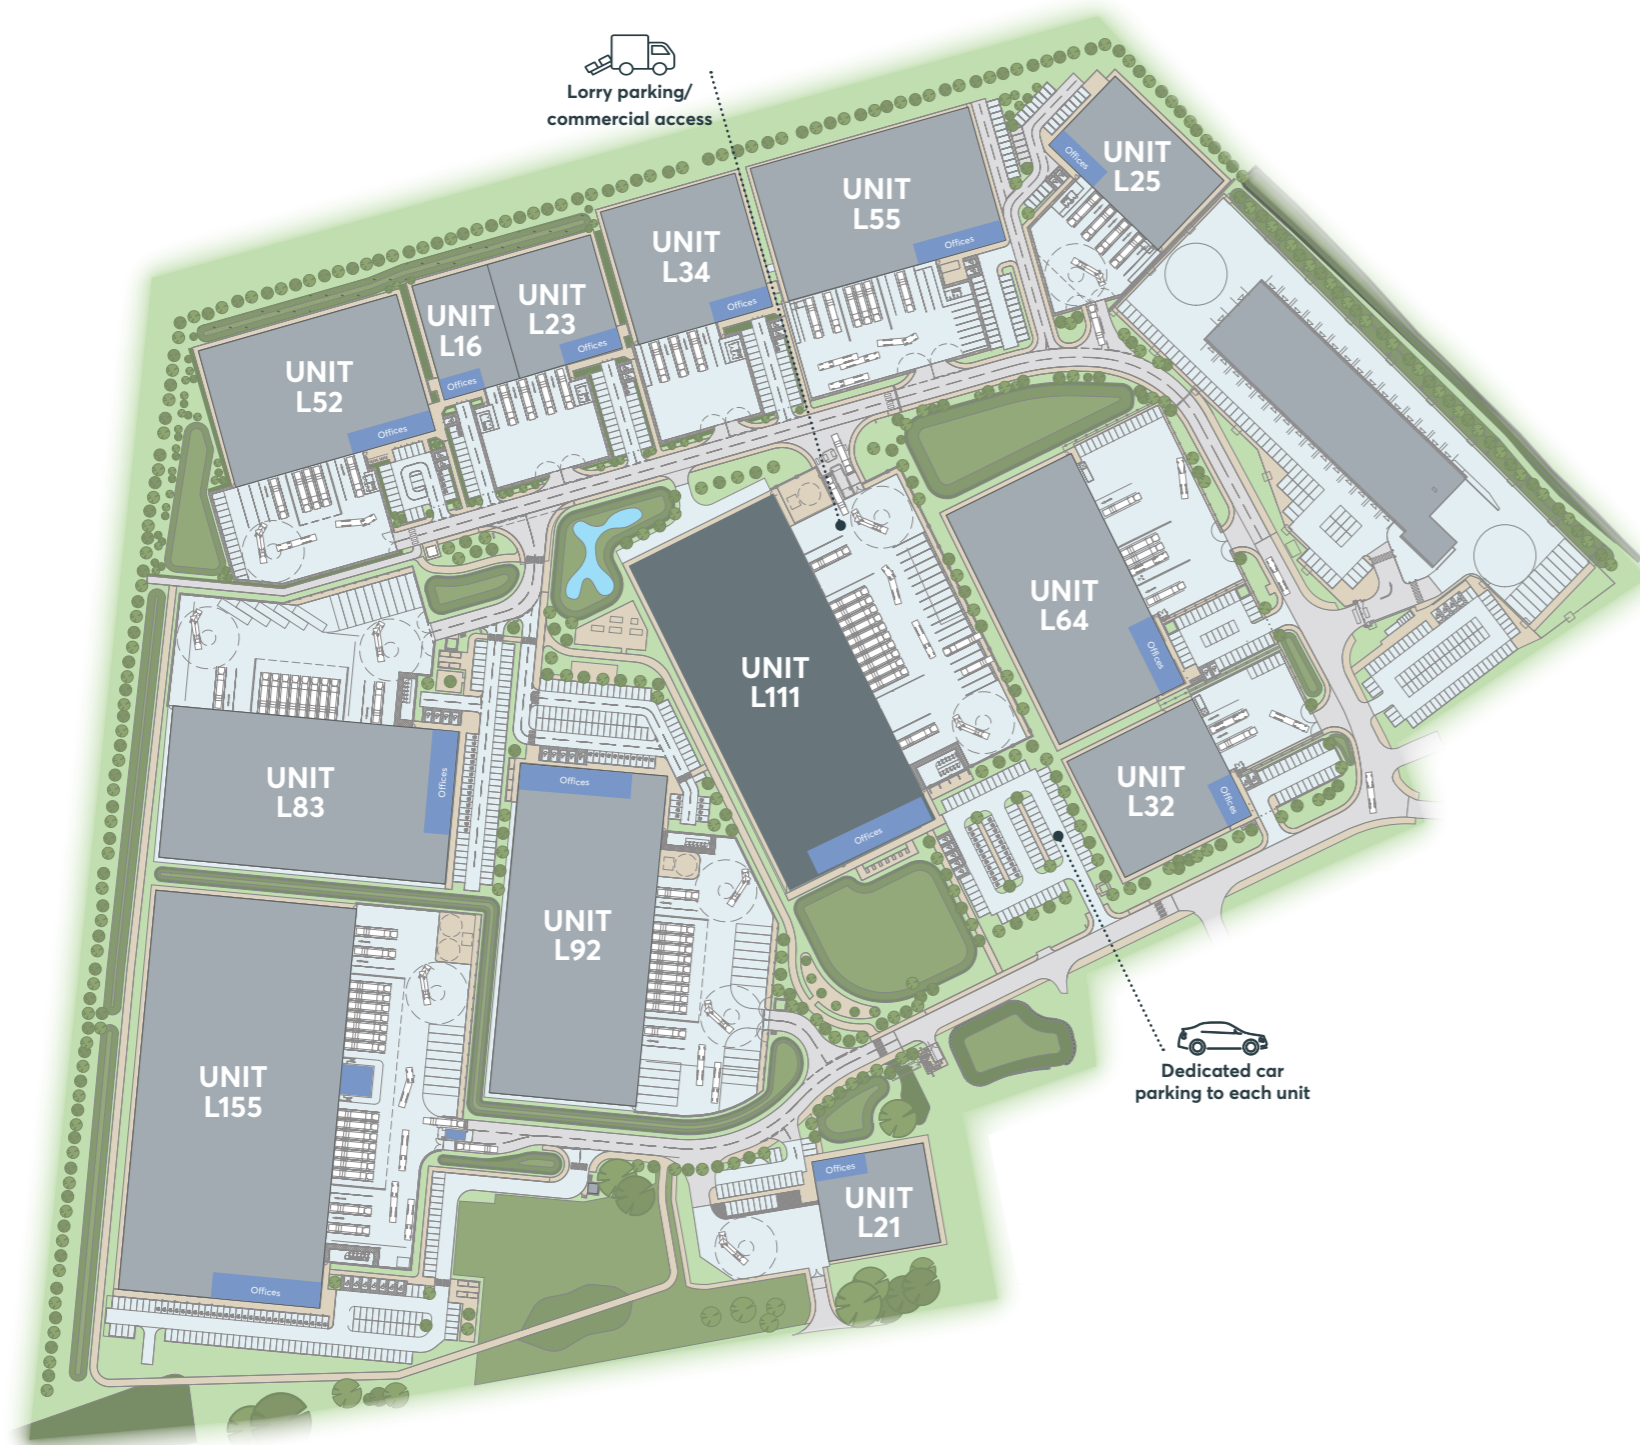 Lorry parking/
commercial access
UNIT
L25
Offices
UNIT
L55
Offices
UNIT
L34
Offices
UNIT
L23
Offices
UNIT
L16
Offices
UNIT
L52
Offices
UNIT
L64
Offices
UNIT
L111
Offices
UNIT
L32
Offices
UNIT
L83
Offices
UNIT
L92
Offices
UNIT
L155
Offices
UNIT
L21
Offices
Dedicated car
parking to each unit